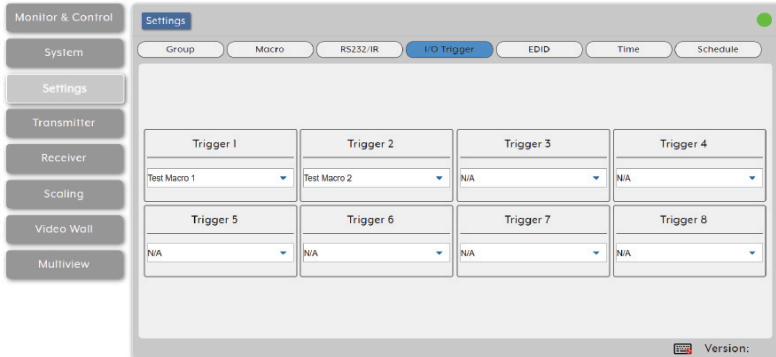 Monitor & Control
System
Settings
Transmitter
Receiver
Scaling
Video Wall
Multiview
Settings
Group Macro RS232/IR I/O Trigger EDID Time Schedule
Trigger 1 Trigger 2 Trigger 3 Trigger 4
Test Macro 1 Test Macro 2 N/A N/A
Trigger 5 Trigger 6 Trigger 7 Trigger 8
N/A N/A N/A N/A
Version: